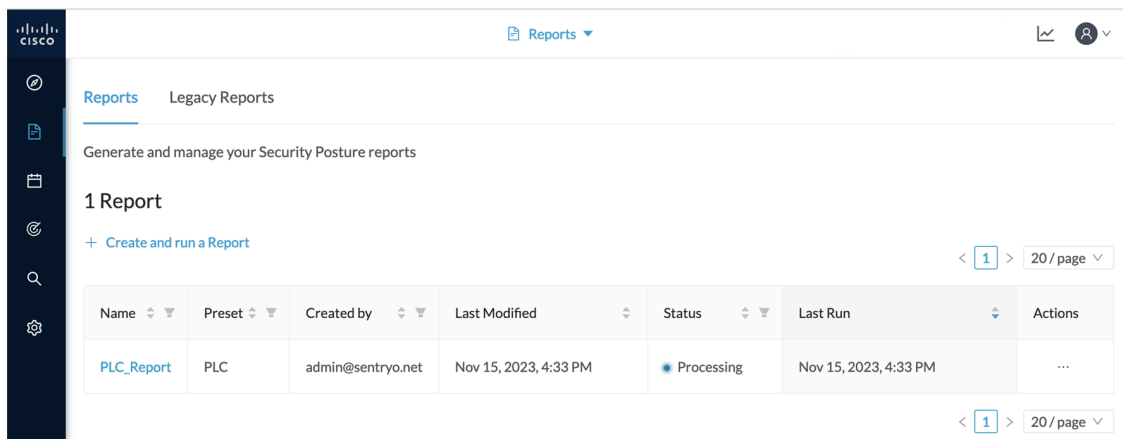 CISCO
Reports
Reports Legacy Reports
Generate and manage your Security Posture reports
1 Report
+ Create and run a Report
< 1 > 20 / page
Name Preset Created by Last Modified Status Last Run Actions
PLC_Report PLC admin@sentryo.net Nov 15, 2023, 4:33 PM Processing Nov 15, 2023, 4:33 PM ...
< 1 > 20 / page